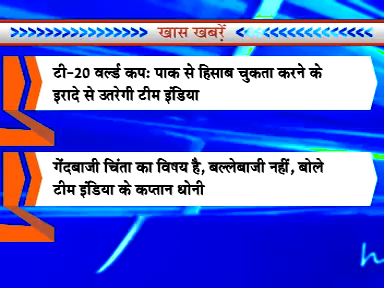 खास खबरें
टी-20 वर्ल्ड कपः पाक से हिसाब चुकता करने के
इरादे से उतरेगी टीम इंडिया
गेंदबाजी चिंता का विषय है, बल्लेबाजी नहीं, बोले
टीम इंडिया के कप्तान धोनी